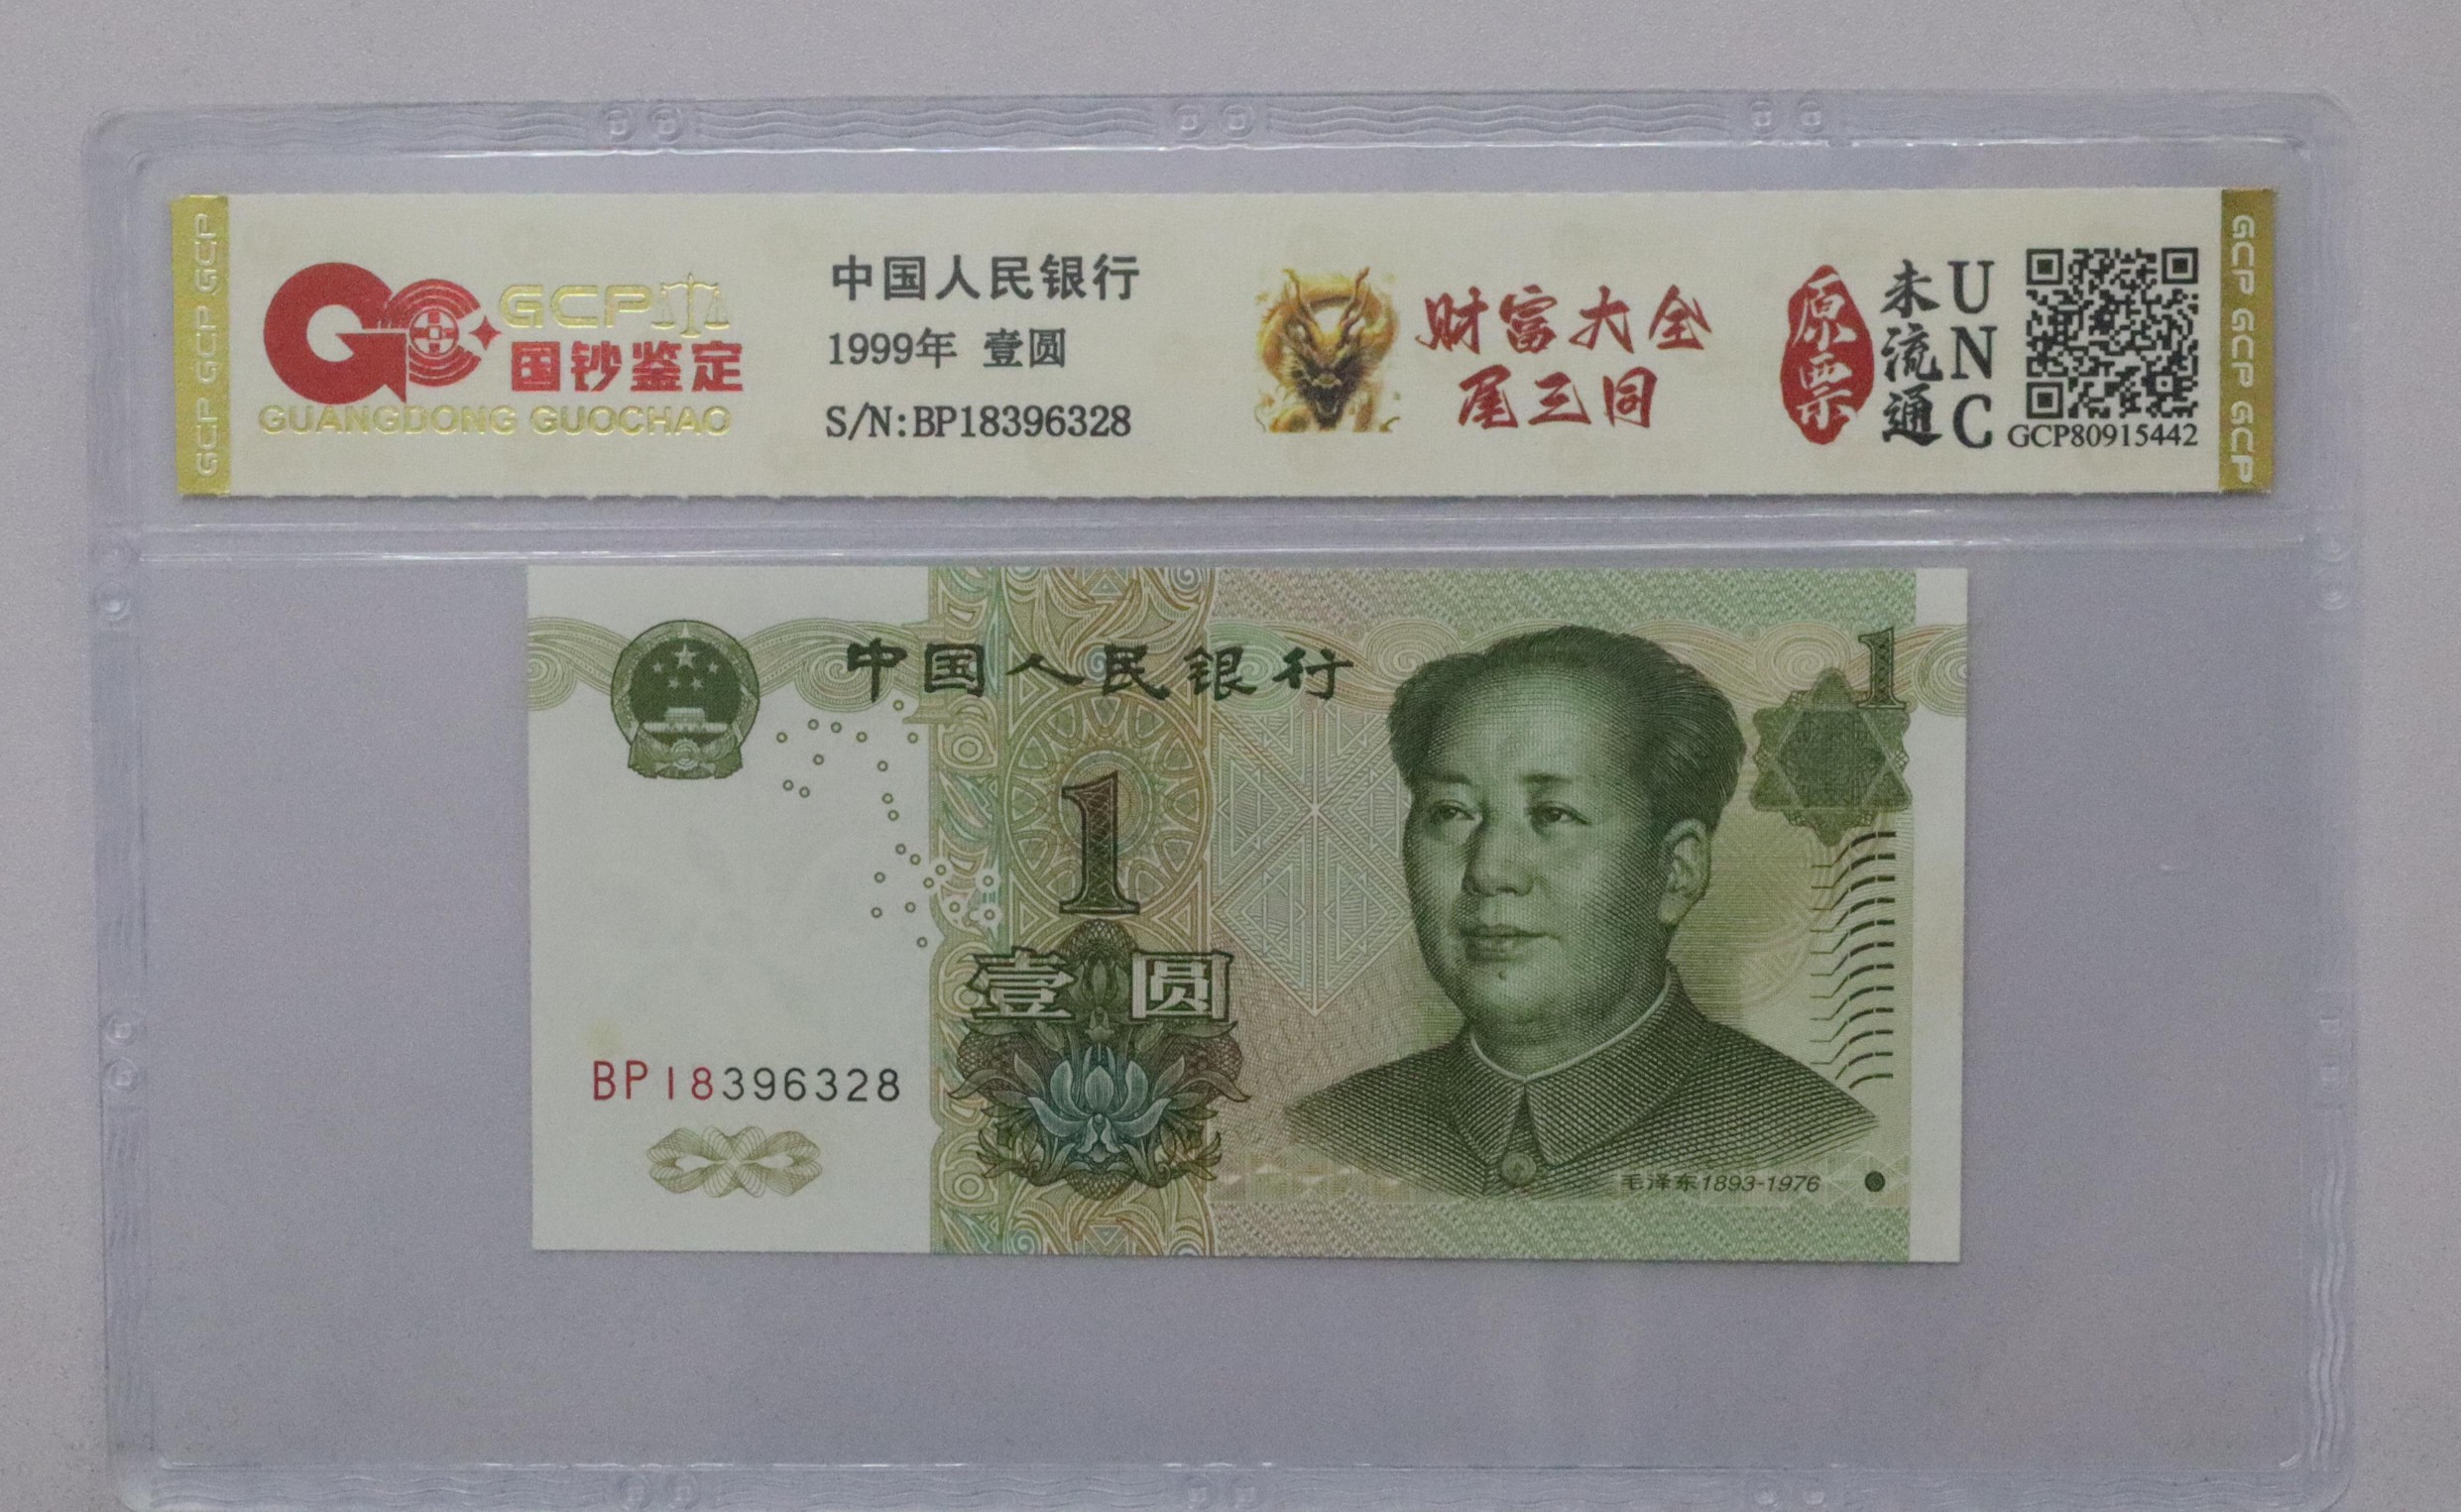 GCP GCP GCP
GCP
国钞鉴定
GUANGDONG GUOCHAO
中国人民银行
1999年 壹圆
S/N:BP18396328
财富大全
尾三同
原票
未流通
UNC
GCP80915442
GCP GCP GCP
中国人民银行
1
1
壹圆
BP18396328
毛泽东1893-1976